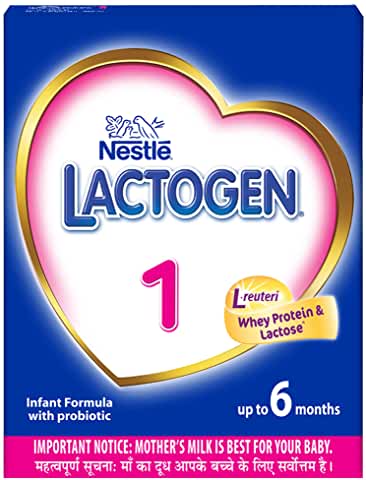 Nestlé
LACTOGEN
1
L-reuteri
Whey Protein &
Lactose
Infant Formula
with probiotic
up to 6 months
IMPORTANT NOTICE: MOTHER'S MILK IS BEST FOR YOUR BABY.
महत्वपूर्ण सूचना: माँ का दूध आपके बच्चे के लिए सर्वोत्तम है।